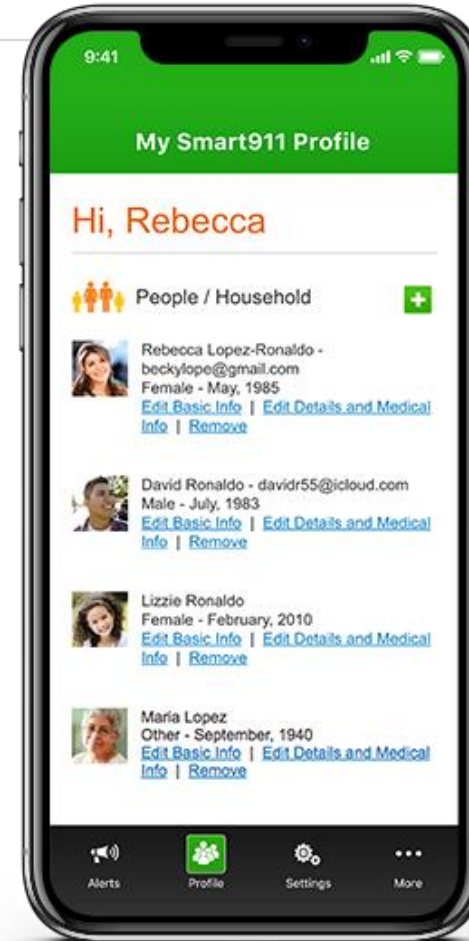 9:41
My Smart911 Profile
Hi, Rebecca
People / Household
Rebecca Lopez-Ronaldo -
beckylope@gmail.com
Female - May, 1985
Edit Basic Info | Edit Details and Medical
Info | Remove
David Ronaldo - davidr55@icloud.com
Male - July, 1983
Edit Basic Info | Edit Details and Medical
Info | Remove
Lizzie Ronaldo
Female - February, 2010
Edit Basic Info | Edit Details and Medical
Info | Remove
Maria Lopez
Other - September, 1940
Edit Basic Info | Edit Details and Medical
Info | Remove
Alerts Profile Settings More